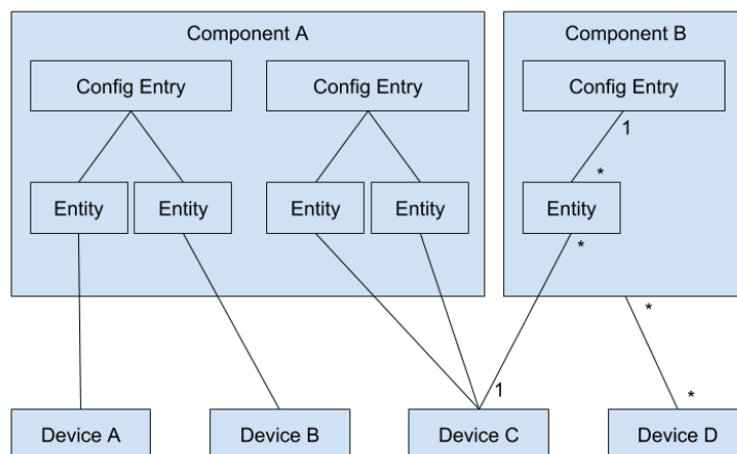 Component A
Component B
Config Entry
Config Entry
Config Entry
1
*
Entity
Entity
Entity
Entity
Entity
*
*
1
*
Device A
Device B
Device C
Device D